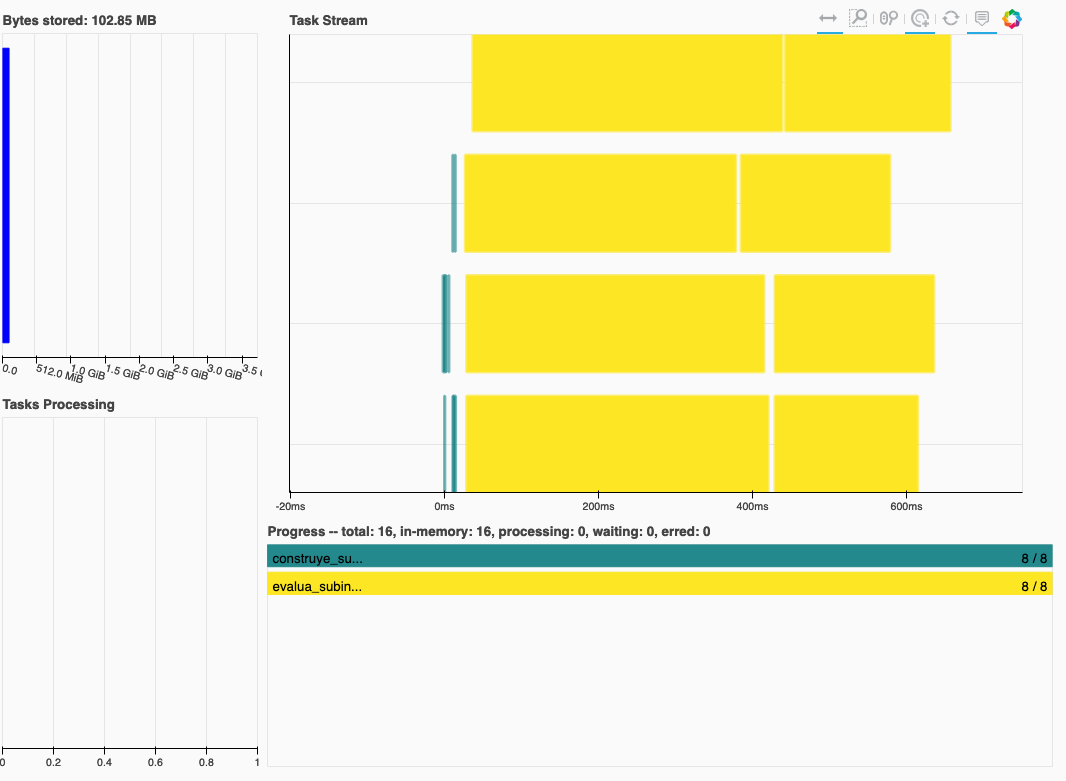 Bytes stored: 102.85 MB
0.0 512.0 MiB 1.0 GiB 1.5 GiB 2.0 GiB 2.5 GiB 3.0 GiB 3.5 G
Tasks Processing
0 0.2 0.4 0.6 0.8 1
Task Stream
-20ms 0ms 200ms 400ms 600ms
Progress -- total: 16, in-memory: 16, processing: 0, waiting: 0, erred: 0
construye_su... 8 / 8
evalua_subin... 8 / 8